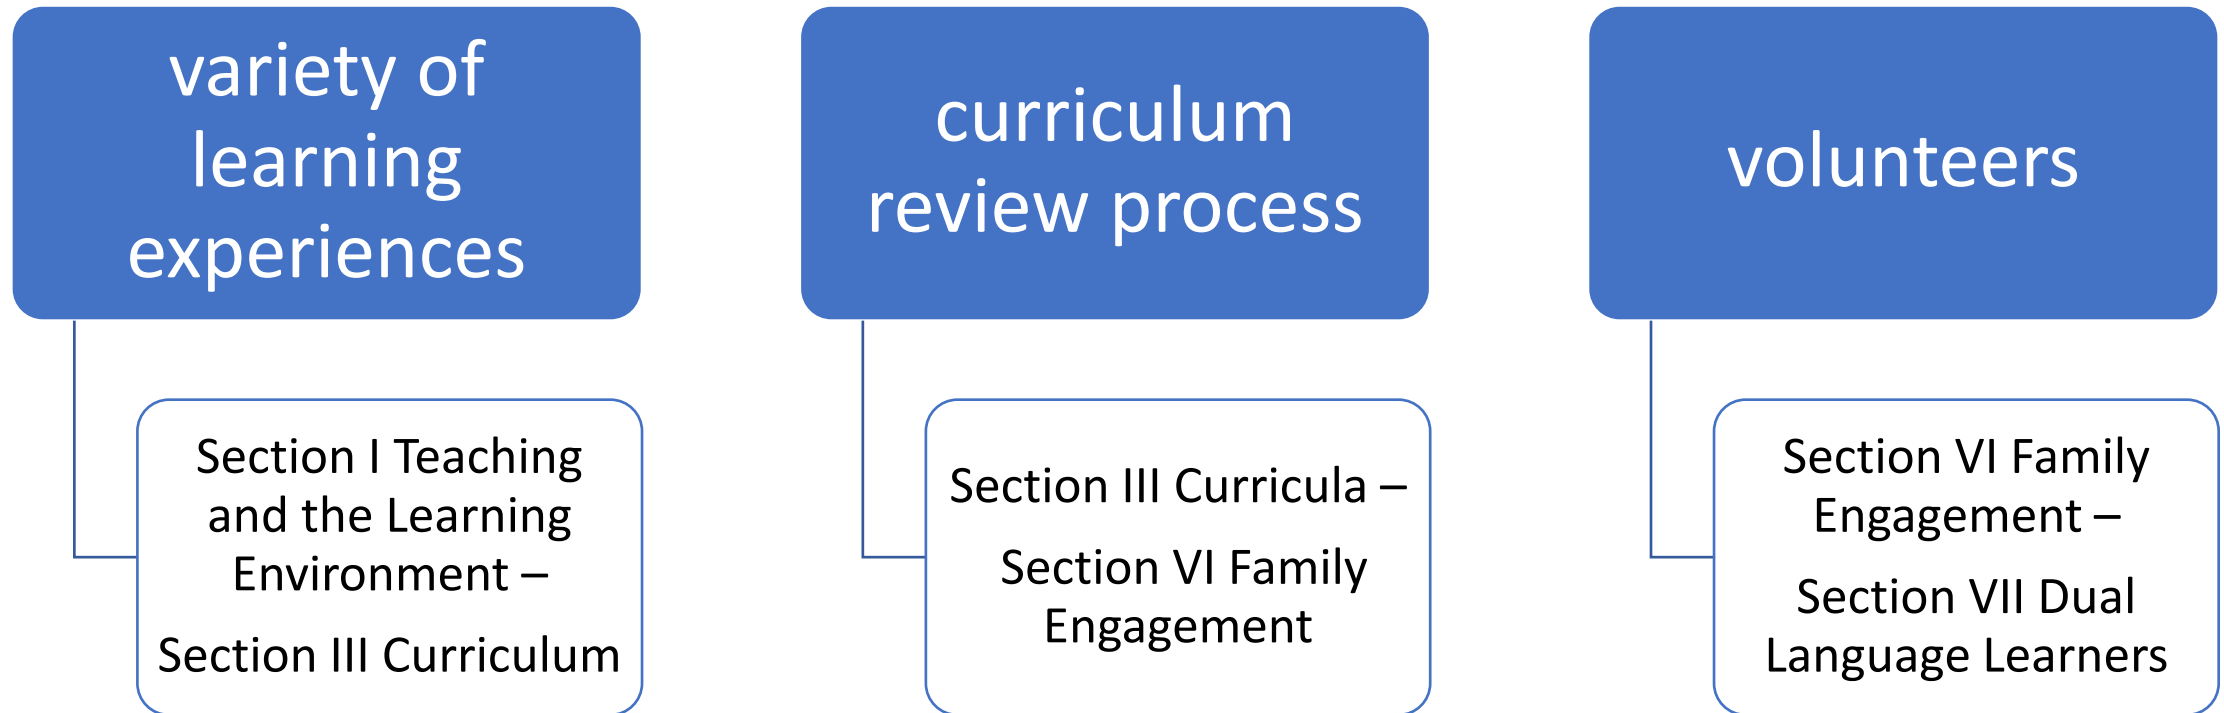 variety of
learning
experiences
Section I Teaching
and the Learning
Environment –
Section III Curriculum
curriculum
review process
Section III Curricula –
Section VI Family
Engagement
volunteers
Section VI Family
Engagement –
Section VII Dual
Language Learners